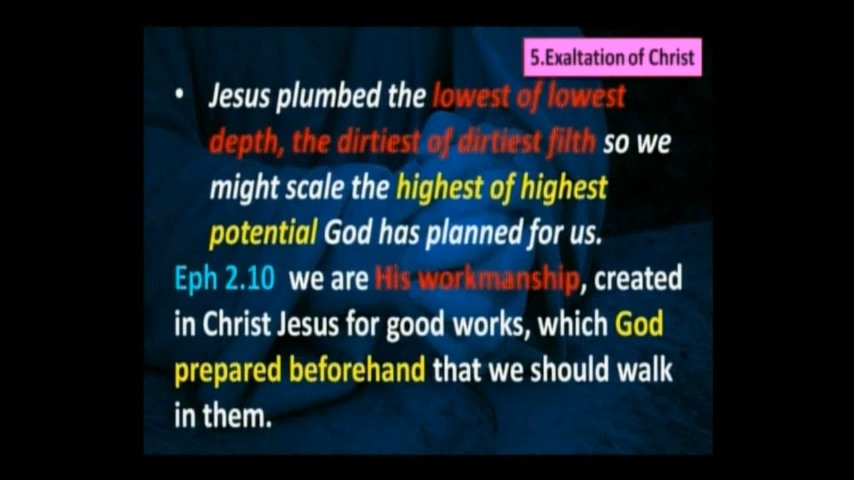 5.Exaltation of Christ
• Jesus plumbed the lowest of lowest
depth, the dirtiest of dirtiest filth so we
might scale the highest of highest
potential God has planned for us.
Eph 2.10 we are His workmanship, created
in Christ Jesus for good works, which God
prepared beforehand that we should walk
in them.